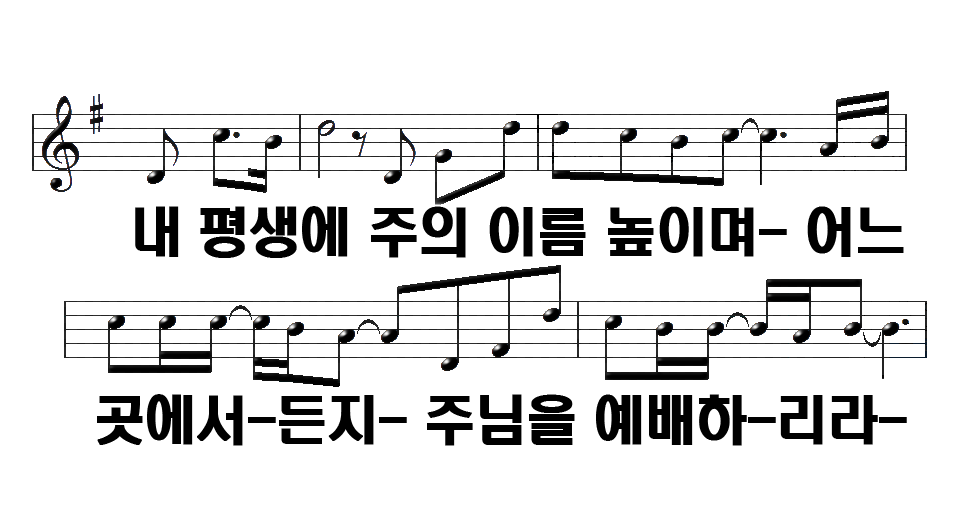 내 평생에 주의 이름 높이며- 어느
곳에서-든지- 주님을 예배하-리라-